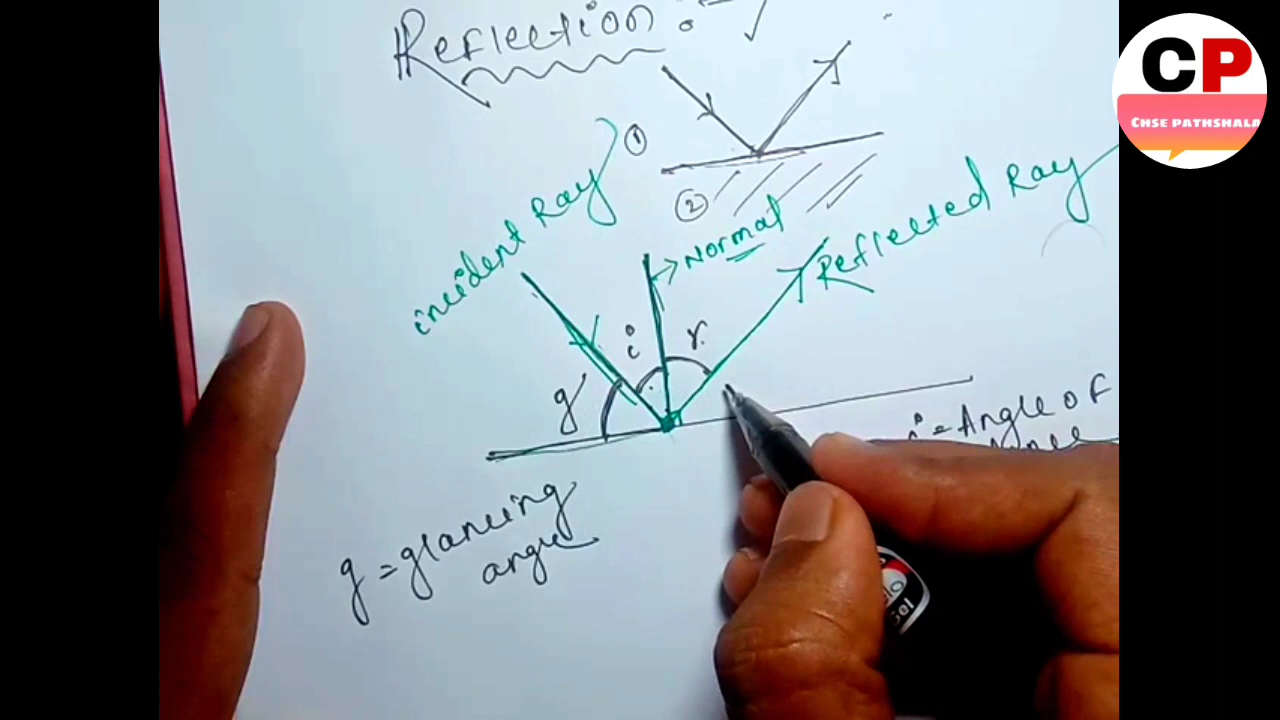 Reflection:
CP
CHSE PATHSHALA
①
②
incident Ray
Normal
Reflected Ray
i
r
g
i = Angle of
g = glancing
angle